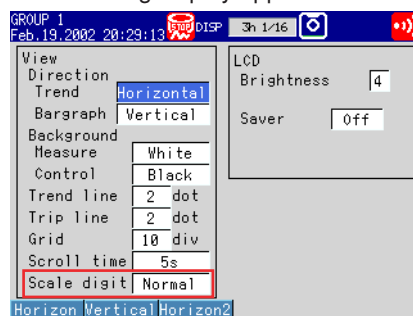 GROUP 1
Feb.19.2002 20:29:13 DISP 3h 1/16
View
Direction
Trend Horizontal
Bargraph Vertical
Background
Measure White
Control Black
Trend line 2 dot
Trip line 2 dot
Grid 10 div
Scroll time 5s
Scale digit Normal
LCD
Brightness 4
Saver Off
Horizon Vertical Horizon2